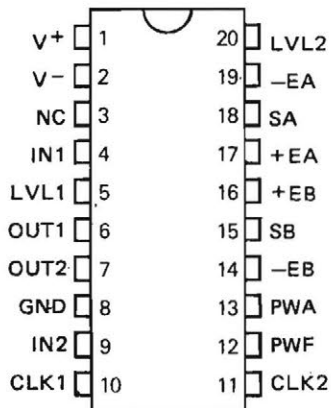 V+ 1 20 LVL2
V− 2 19 −EA
NC 3 18 SA
IN1 4 17 +EA
LVL1 5 16 +EB
OUT1 6 15 SB
OUT2 7 14 −EB
GND 8 13 PWA
IN2 9 12 PWF
CLK1 10 11 CLK2